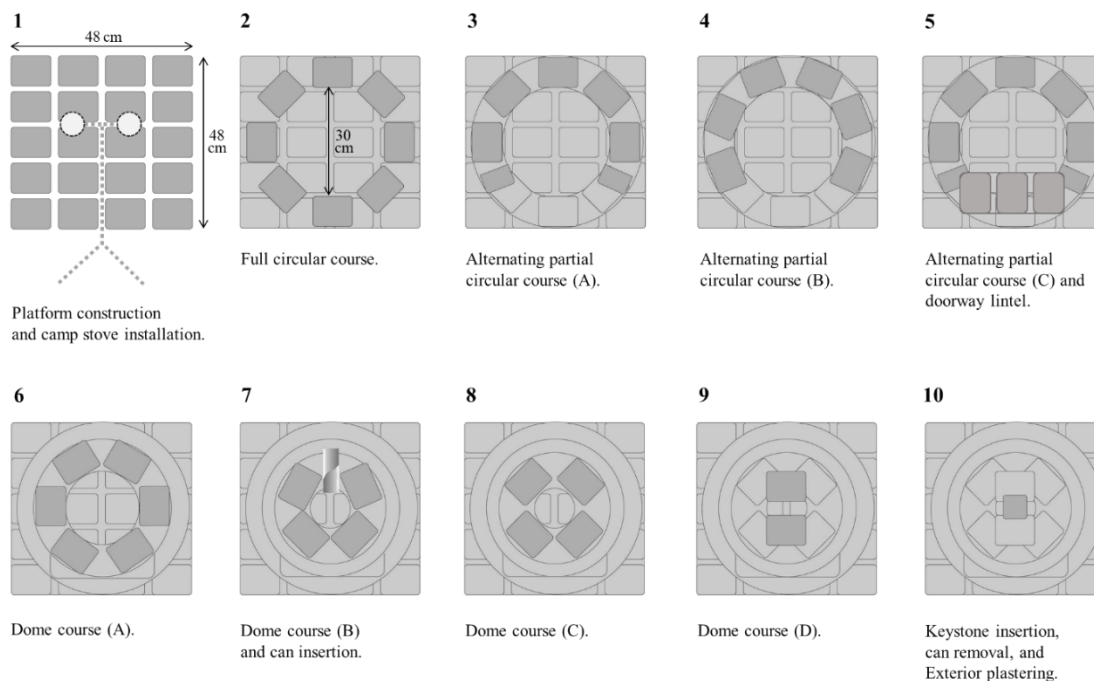 1
48 cm
48
cm
Platform construction
and camp stove installation.
2
30
cm
Full circular course.
3
Alternating partial
circular course (A).
4
Alternating partial
circular course (B).
5
Alternating partial
circular course (C) and
doorway lintel.
6
Dome course (A).
7
Dome course (B)
and can insertion.
8
Dome course (C).
9
Dome course (D).
10
Keystone insertion,
can removal, and
Exterior plastering.